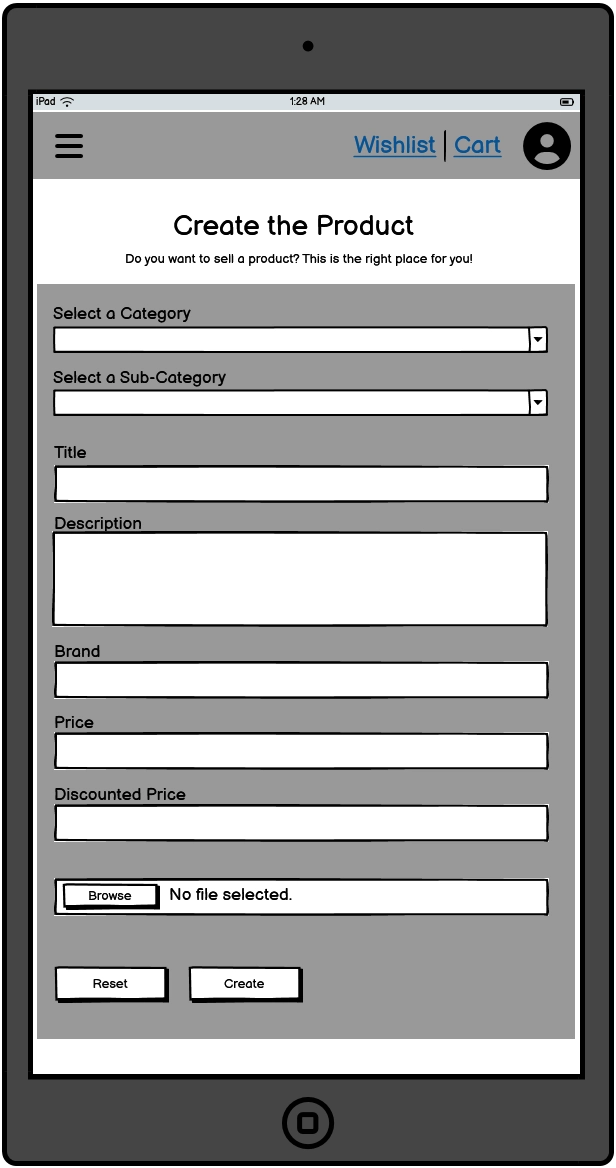 iPad 1:28 AM
Wishlist Cart
Create the Product
Do you want to sell a product? This is the right place for you!
Select a Category
Select a Sub-Category
Title
Description
Brand
Price
Discounted Price
Browse No file selected.
Reset Create